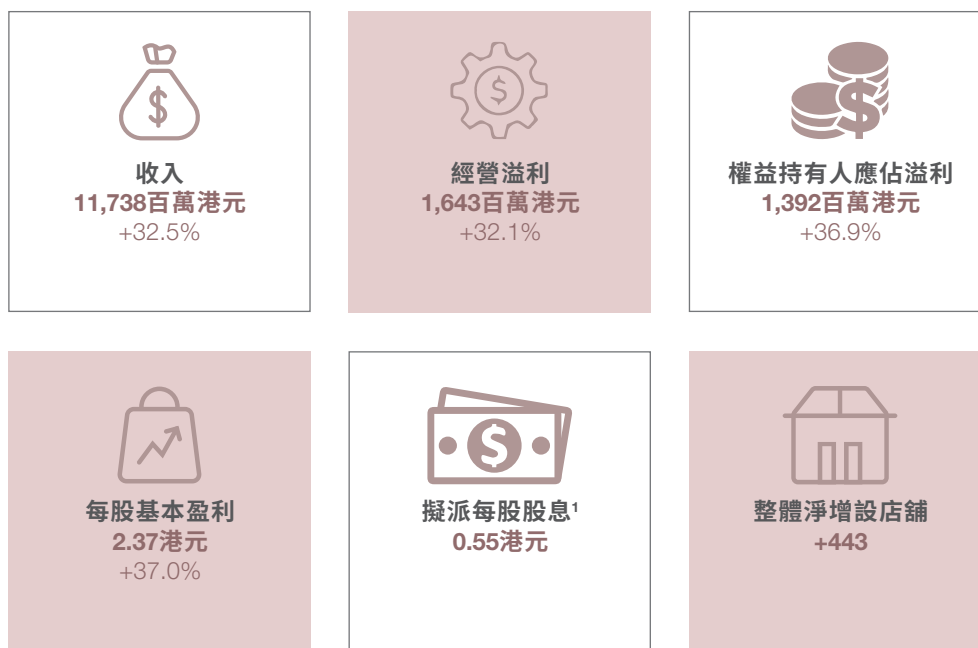 收入
11,738百萬港元
+32.5%
經營溢利
1,643百萬港元
+32.1%
權益持有人應佔溢利
1,392百萬港元
+36.9%
每股基本盈利
2.37港元
+37.0%
擬派每股股息¹
0.55港元
整體淨增設店舖
+443